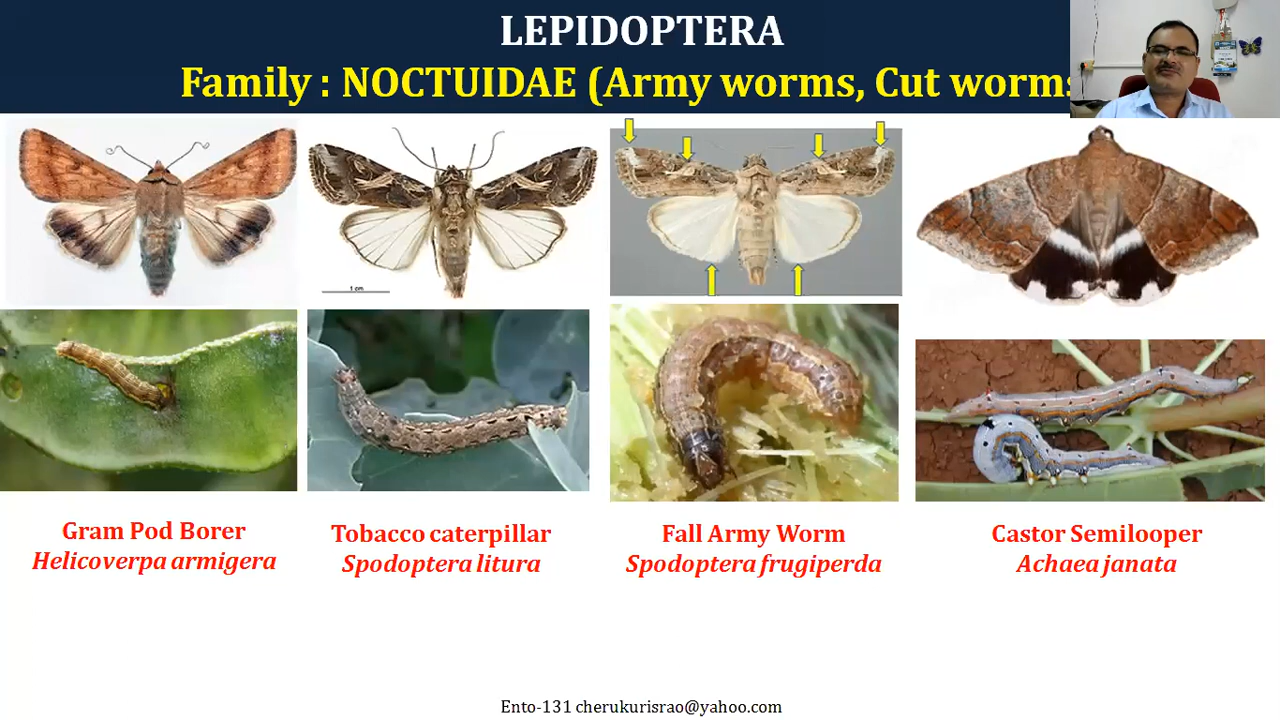 LEPIDOPTERA
Family : NOCTUIDAE (Army worms, Cut worms
1 cm
Gram Pod Borer
Helicoverpa armigera
Tobacco caterpillar
Spodoptera litura
Fall Army Worm
Spodoptera frugiperda
Castor Semilooper
Achaea janata
Ento-131 cherukurisrao@yahoo.com